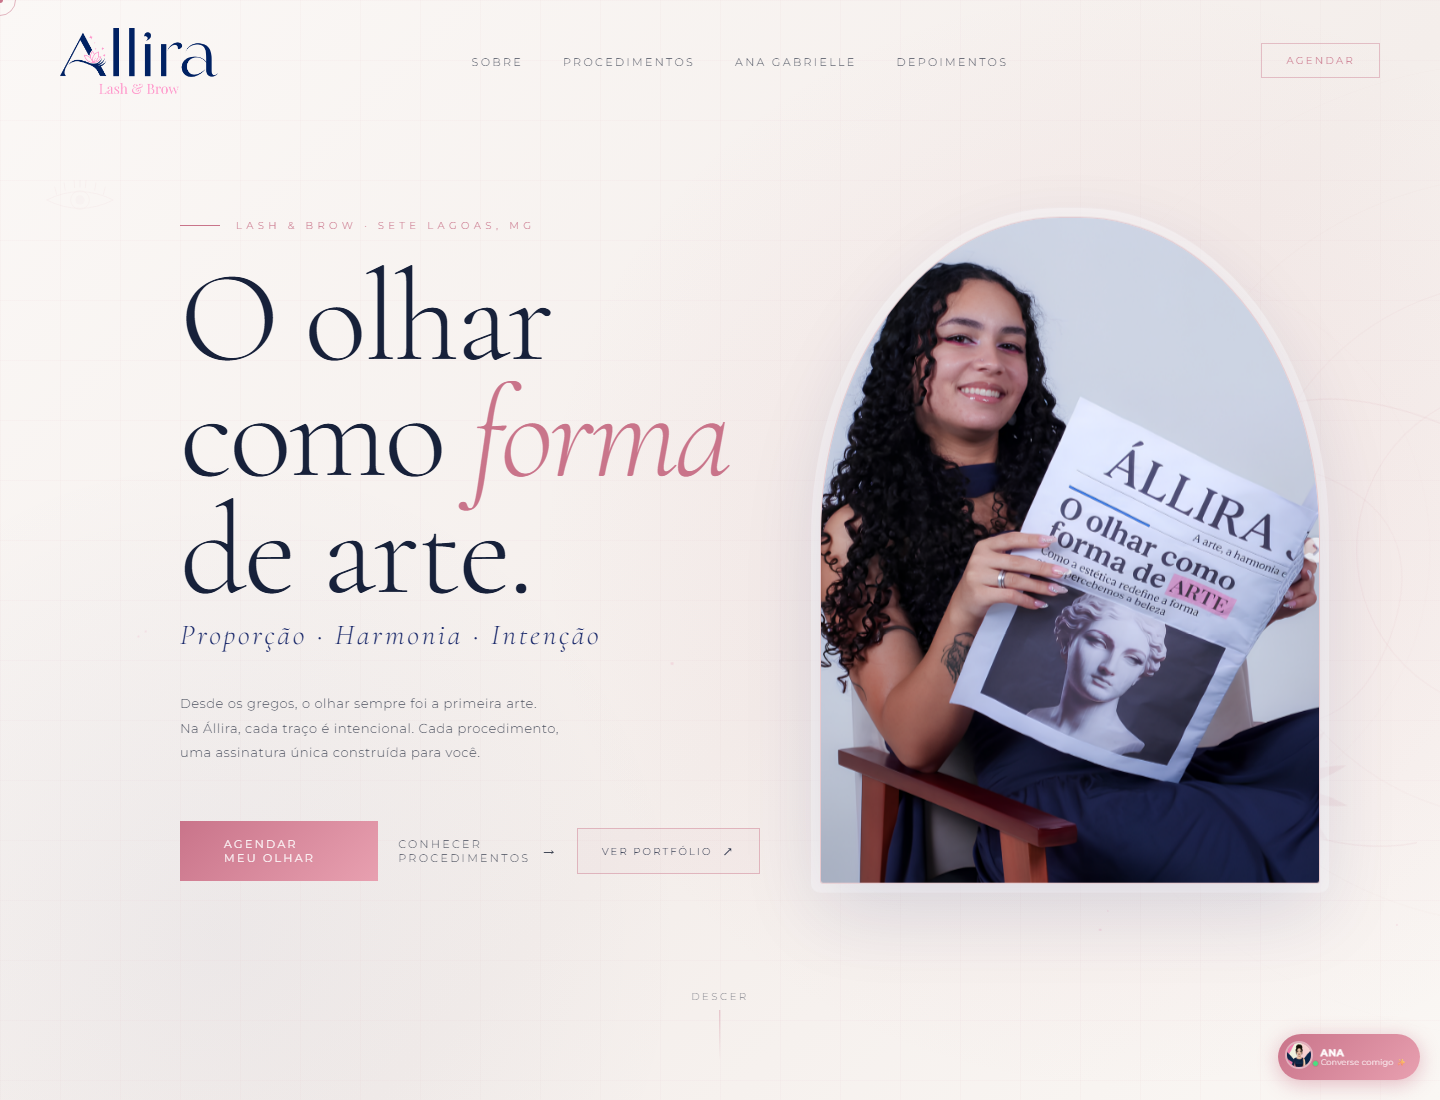 Allira
Lash & Brow
SOBRE
PROCEDIMENTOS
ANA GABRIELLE
DEPOIMENTOS
AGENDAR
LASH & BROW · SETE LAGOAS, MG
O olhar
como forma
de arte.
Proporção · Harmonia · Intenção
Desde os gregos, o olhar sempre foi a primeira arte.
Na Állira, cada traço é intencional. Cada procedimento,
uma assinatura única construída para você.
AGENDAR
MEU OLHAR
CONHECER
PROCEDIMENTOS →
VER PORTFÓLIO ↗
ÁLLIRA
A arte, a harmonia e
O olhar como
forma de ARTE
Como a estética redefine a forma
percebemos a beleza
DESCER
ANA
Converse comigo ✨